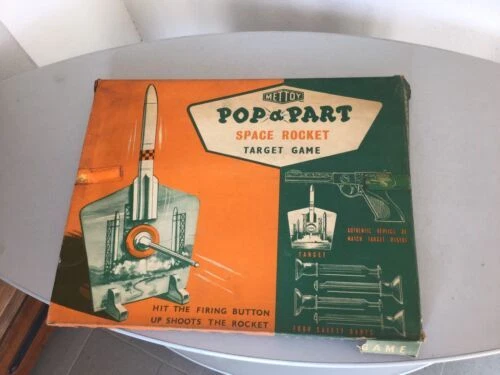 METTOY
POP A PART
SPACE ROCKET
TARGET GAME
AUTHENTIC REPLICA OF
MATCH TARGET PISTOL
TARGET
HIT THE FIRING BUTTON
UP SHOOTS THE ROCKET
FOUR SAFETY DARTS
GAME